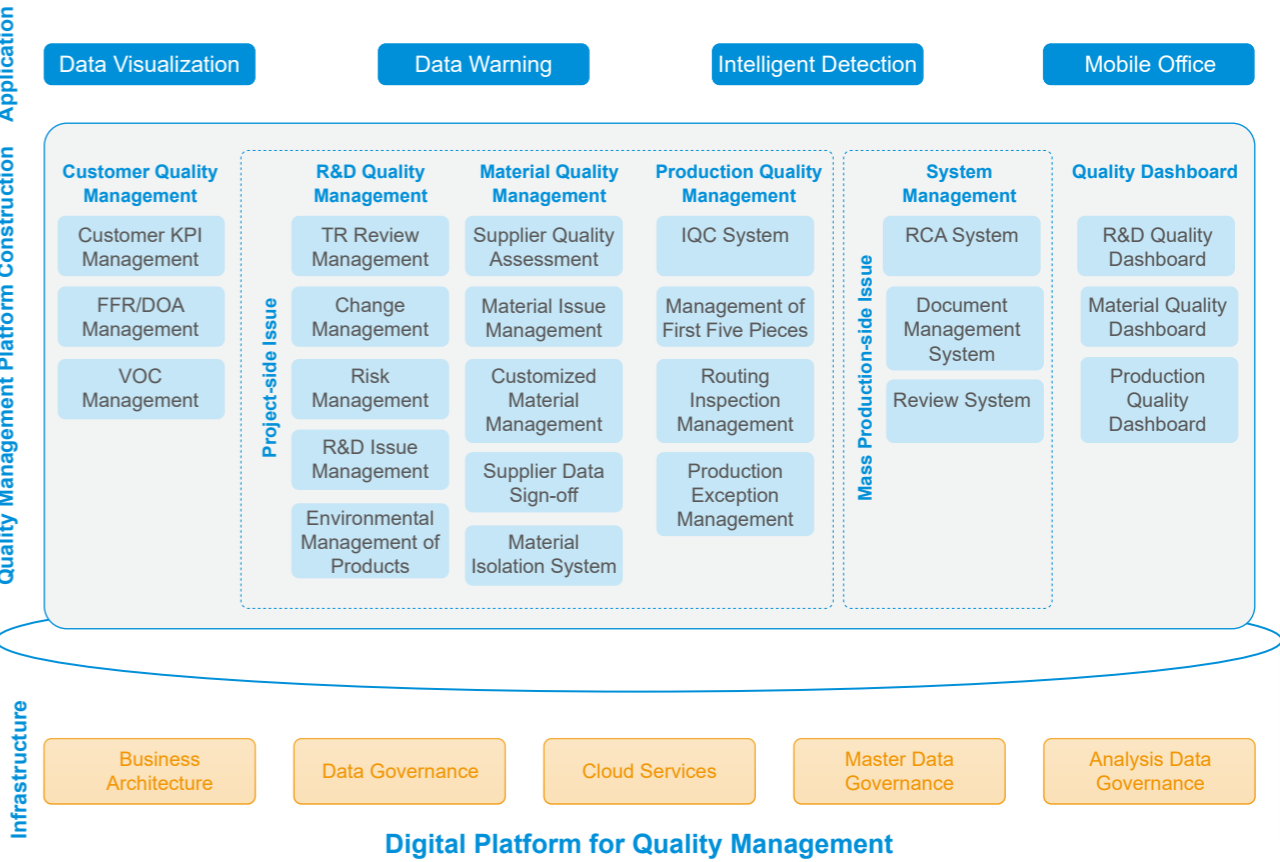 Application
Data Visualization
Data Warning
Intelligent Detection
Mobile Office
Quality Management Platform Construction
Customer Quality
Management
Customer KPI
Management
FFR/DOA
Management
VOC
Management
Project-side Issue
R&D Quality
Management
TR Review
Management
Change
Management
Risk
Management
R&D Issue
Management
Environmental
Management of
Products
Material Quality
Management
Supplier Quality
Assessment
Material Issue
Management
Customized
Material
Management
Supplier Data
Sign-off
Material
Isolation System
Production Quality
Management
IQC System
Management of
First Five Pieces
Routing
Inspection
Management
Production
Exception
Management
Mass Production-side Issue
System
Management
RCA System
Document
Management
System
Review System
Quality Dashboard
R&D Quality
Dashboard
Material Quality
Dashboard
Production
Quality
Dashboard
Infrastructure
Business
Architecture
Data Governance
Cloud Services
Master Data
Governance
Analysis Data
Governance
Digital Platform for Quality Management